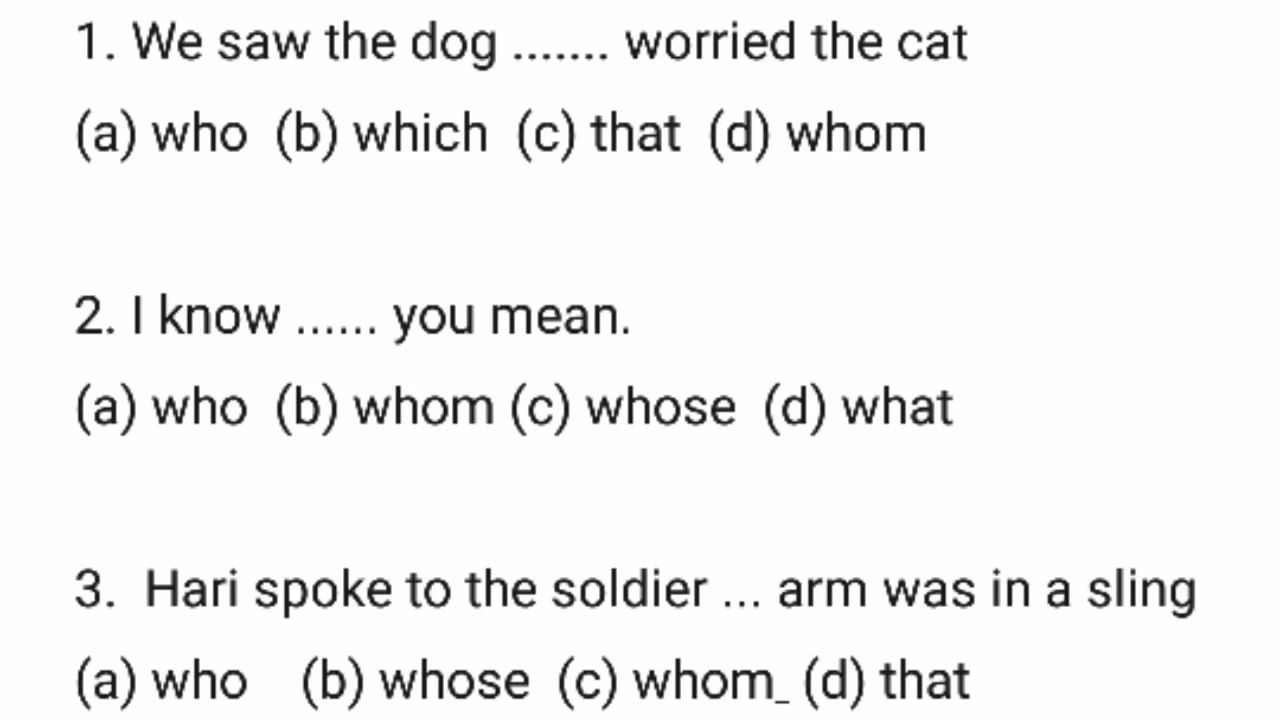 1. We saw the dog ....... worried the cat
(a) who (b) which (c) that (d) whom
2. I know ...... you mean.
(a) who (b) whom (c) whose (d) what
3. Hari spoke to the soldier ... arm was in a sling
(a) who (b) whose (c) whom_ (d) that